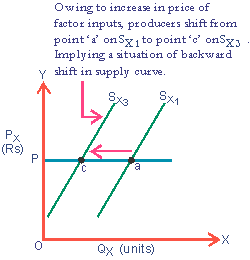 Owing to increase in price of
factor inputs, producers shift from
point 'a' on SX1 to point 'c' on SX3 .
Implying a situation of backward
shift in supply curve.
Y
SX3
SX1
PX
(Rs)
P
c
a
O
QX (units)
X